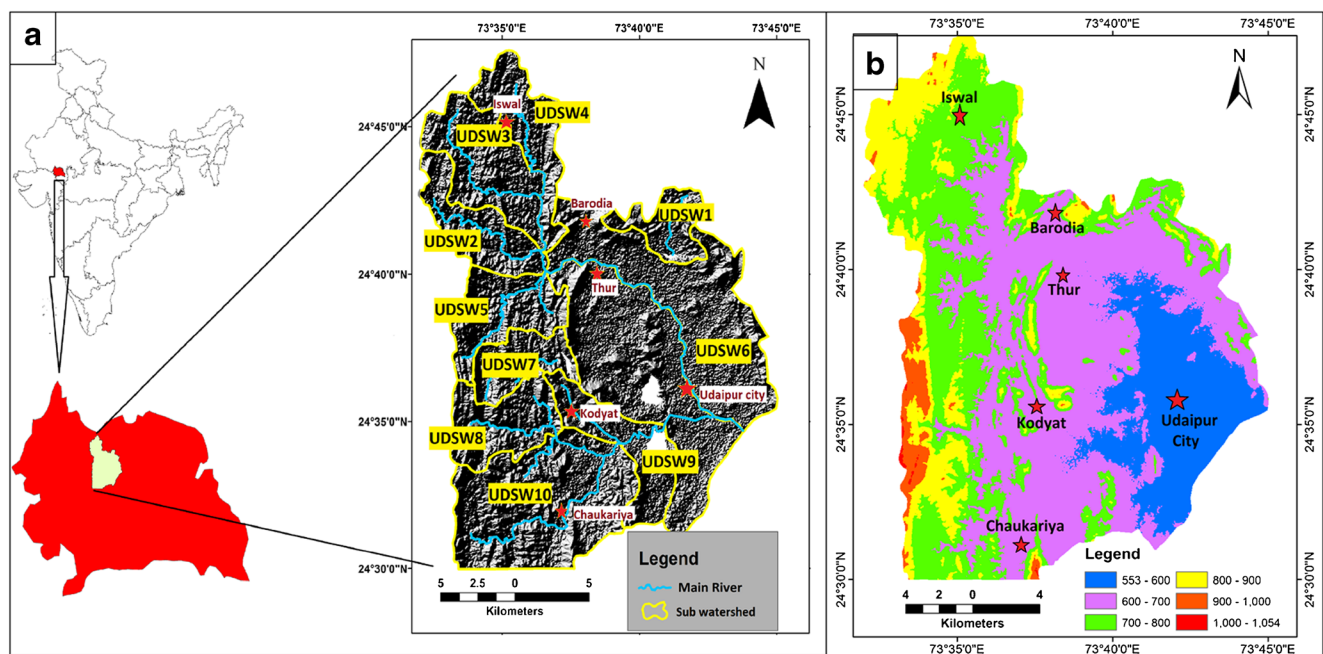 a
73°35'0"E
73°40'0"E
73°45'0"E
24°45'0"N
24°40'0"N
24°35'0"N
24°30'0"N
N
Iswal
UDSW4
UDSW3
Barodia
UDSW1
UDSW2
Thur
UDSW5
UDSW6
UDSW7
Udaipur city
Kodyat
UDSW8
UDSW9
UDSW10
Chaukariya
Legend
Main River
Sub watershed
5 2.5 0 5
Kilometers
b
73°35'0"E
73°40'0"E
73°45'0"E
24°45'0"N
24°40'0"N
24°35'0"N
24°30'0"N
24°45'0"N
24°40'0"N
24°35'0"N
24°30'0"N
N
Iswal
Barodia
Thur
Kodyat
Udaipur
City
Chaukariya
Legend
553 - 600
600 - 700
700 - 800
800 - 900
900 - 1,000
1,000 - 1,054
4 2 0 4
Kilometers
73°35'0"E
73°40'0"E
73°45'0"E